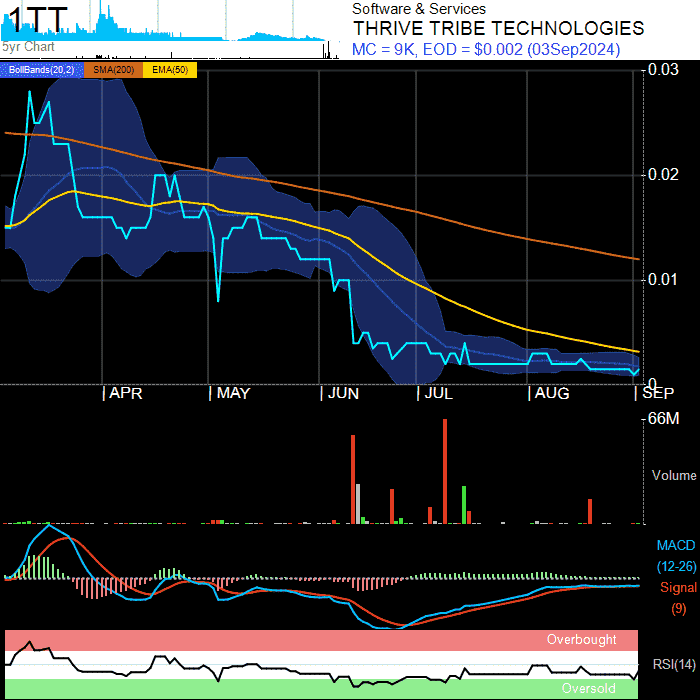 1TT
5yr Chart
Software & Services
THRIVE TRIBE TECHNOLOGIES
MC = 9K, EOD = $0.002 (03Sep2024)
BollBands(20,2) SMA(200) EMA(50)
0.03
0.02
0.01
0
APR MAY JUN JUL AUG SEP
66M
Volume
MACD
(12-26)
Signal
(9)
Overbought
RSI(14)
Oversold